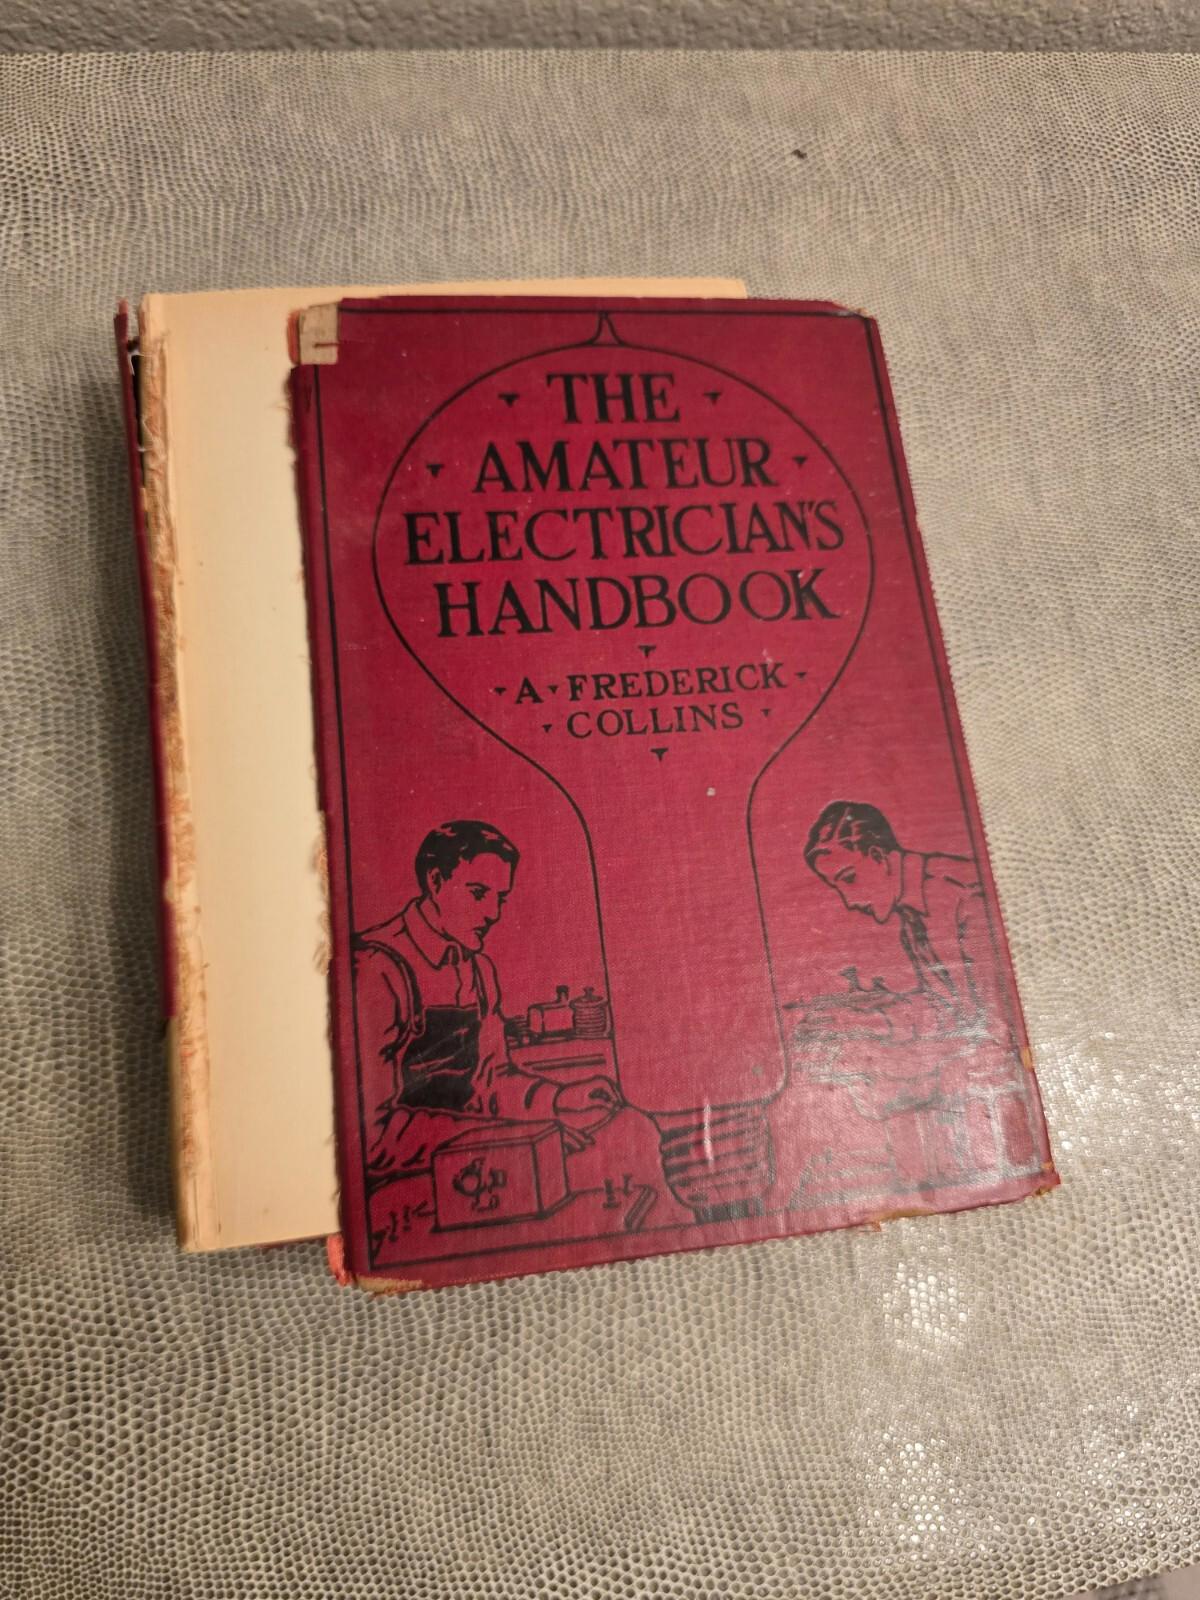 THE
AMATEUR
ELECTRICIAN'S
HANDBOOK
A FREDERICK
COLLINS